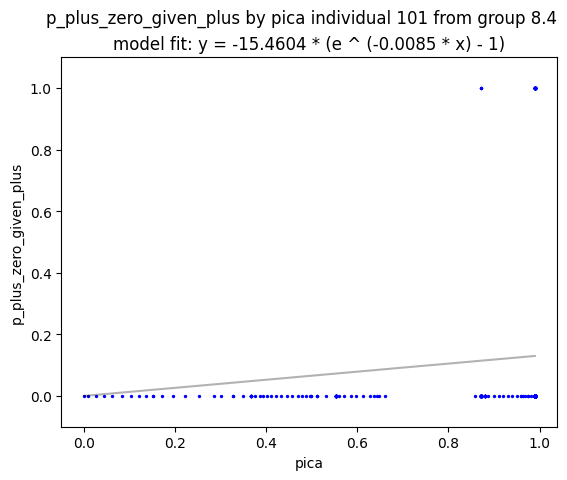 p_plus_zero_given_plus by pica individual 101 from group 8.4
model fit: y = -15.4604 * (e ^ (-0.0085 * x) - 1)
1.0
0.8
0.6
0.4
0.2
0.0
p_plus_zero_given_plus
0.0 0.2 0.4 0.6 0.8 1.0
pica